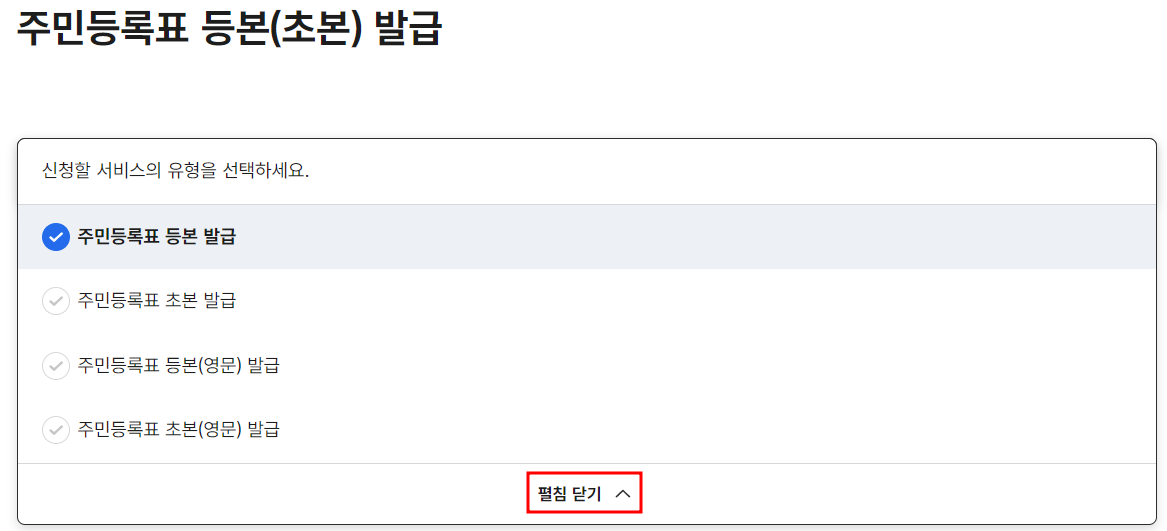 주민등록표 등본(초본) 발급
신청할 서비스의 유형을 선택하세요.
주민등록표 등본 발급
주민등록표 초본 발급
주민등록표 등본(영문) 발급
주민등록표 초본(영문) 발급
펼침 닫기